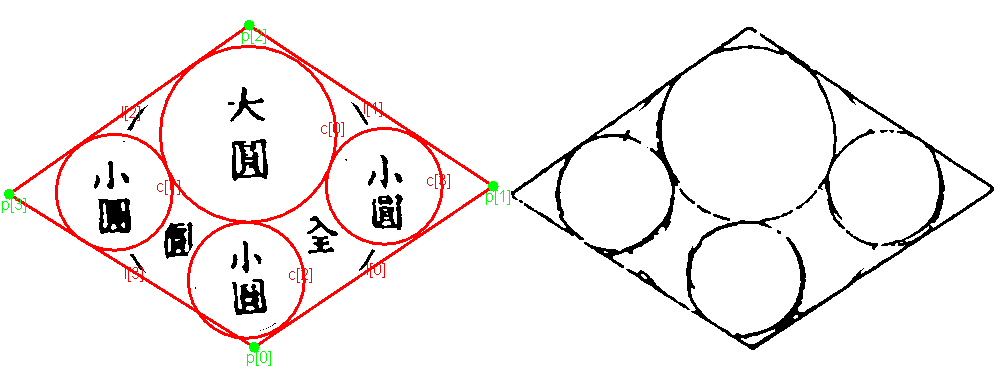 p[2]
l[2]
l[1]
大
圓
c[0]
小
圓
c[1]
小
圓
c[3]
p[3]
p[1]
全
小
圓
c[2]
l[3]
l[0]
p[0]